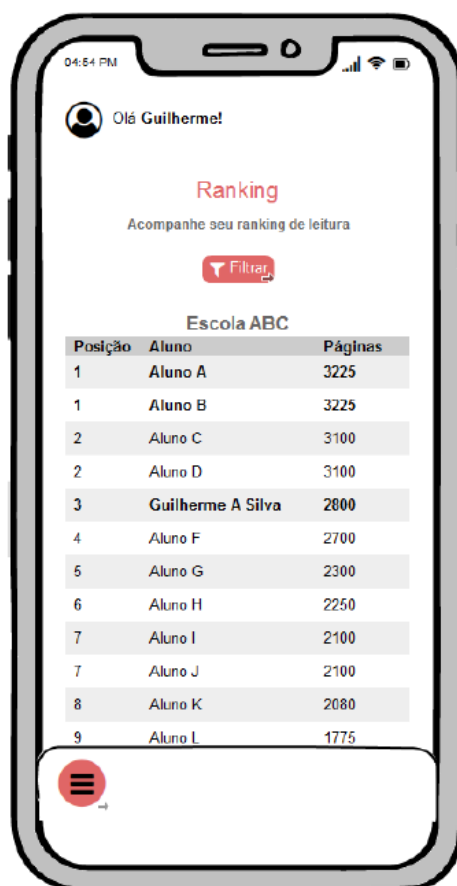 04:54 PM
Olá Guilherme!
Ranking
Acompanhe seu ranking de leitura
Filtrar
Escola ABC
Posição Aluno Páginas
1 Aluno A 3225
1 Aluno B 3225
2 Aluno C 3100
2 Aluno D 3100
3 Guilherme A Silva 2800
4 Aluno F 2700
5 Aluno G 2300
6 Aluno H 2250
7 Aluno I 2100
7 Aluno J 2100
8 Aluno K 2080
9 Aluno L 1775